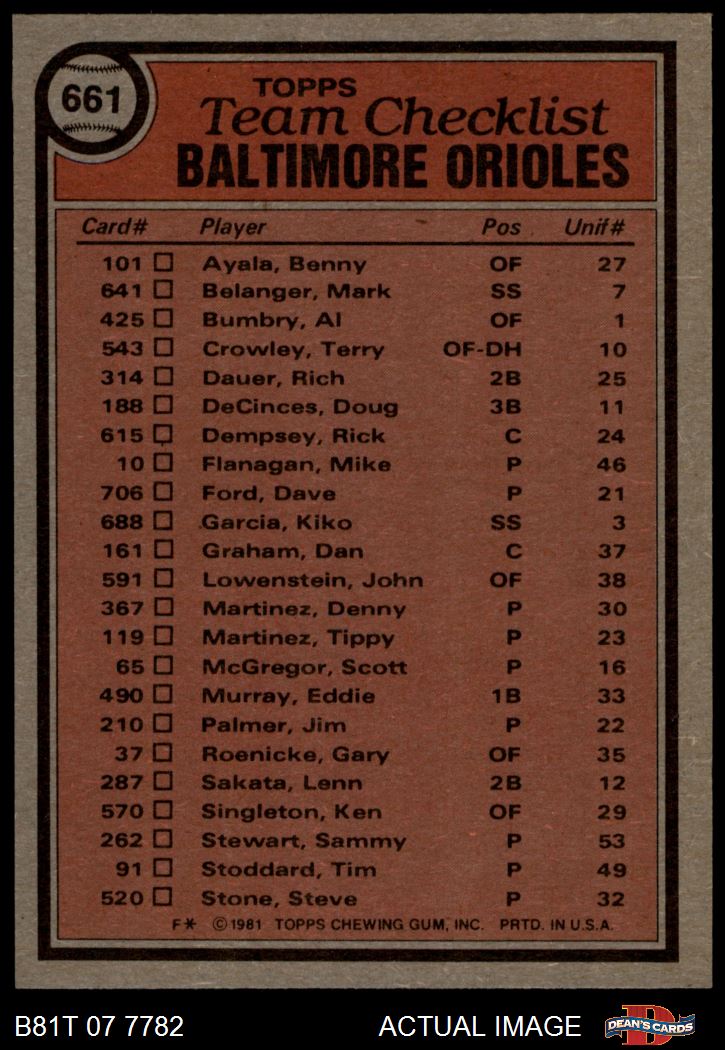 661
TOPPS
Team Checklist
BALTIMORE ORIOLES
Card# Player Pos Unif#
101 Ayala, Benny OF 27
641 Belanger, Mark SS 7
425 Bumbry, Al OF 1
543 Crowley, Terry OF-DH 10
314 Dauer, Rich 2B 25
188 DeCinces, Doug 3B 11
615 Dempsey, Rick C 24
10 Flanagan, Mike P 46
706 Ford, Dave P 21
688 Garcia, Kiko SS 3
161 Graham, Dan C 37
591 Lowenstein, John OF 38
367 Martinez, Denny P 30
119 Martinez, Tippy P 23
65 McGregor, Scott P 16
490 Murray, Eddie 1B 33
210 Palmer, Jim P 22
37 Roenicke, Gary OF 35
287 Sakata, Lenn 2B 12
570 Singleton, Ken OF 29
262 Stewart, Sammy P 53
91 Stoddard, Tim P 49
520 Stone, Steve P 32
F* ©1981 TOPPS CHEWING GUM, INC. PRTD. IN U.S.A.
B81T 07 7782 ACTUAL IMAGE DEAN'S CARDS